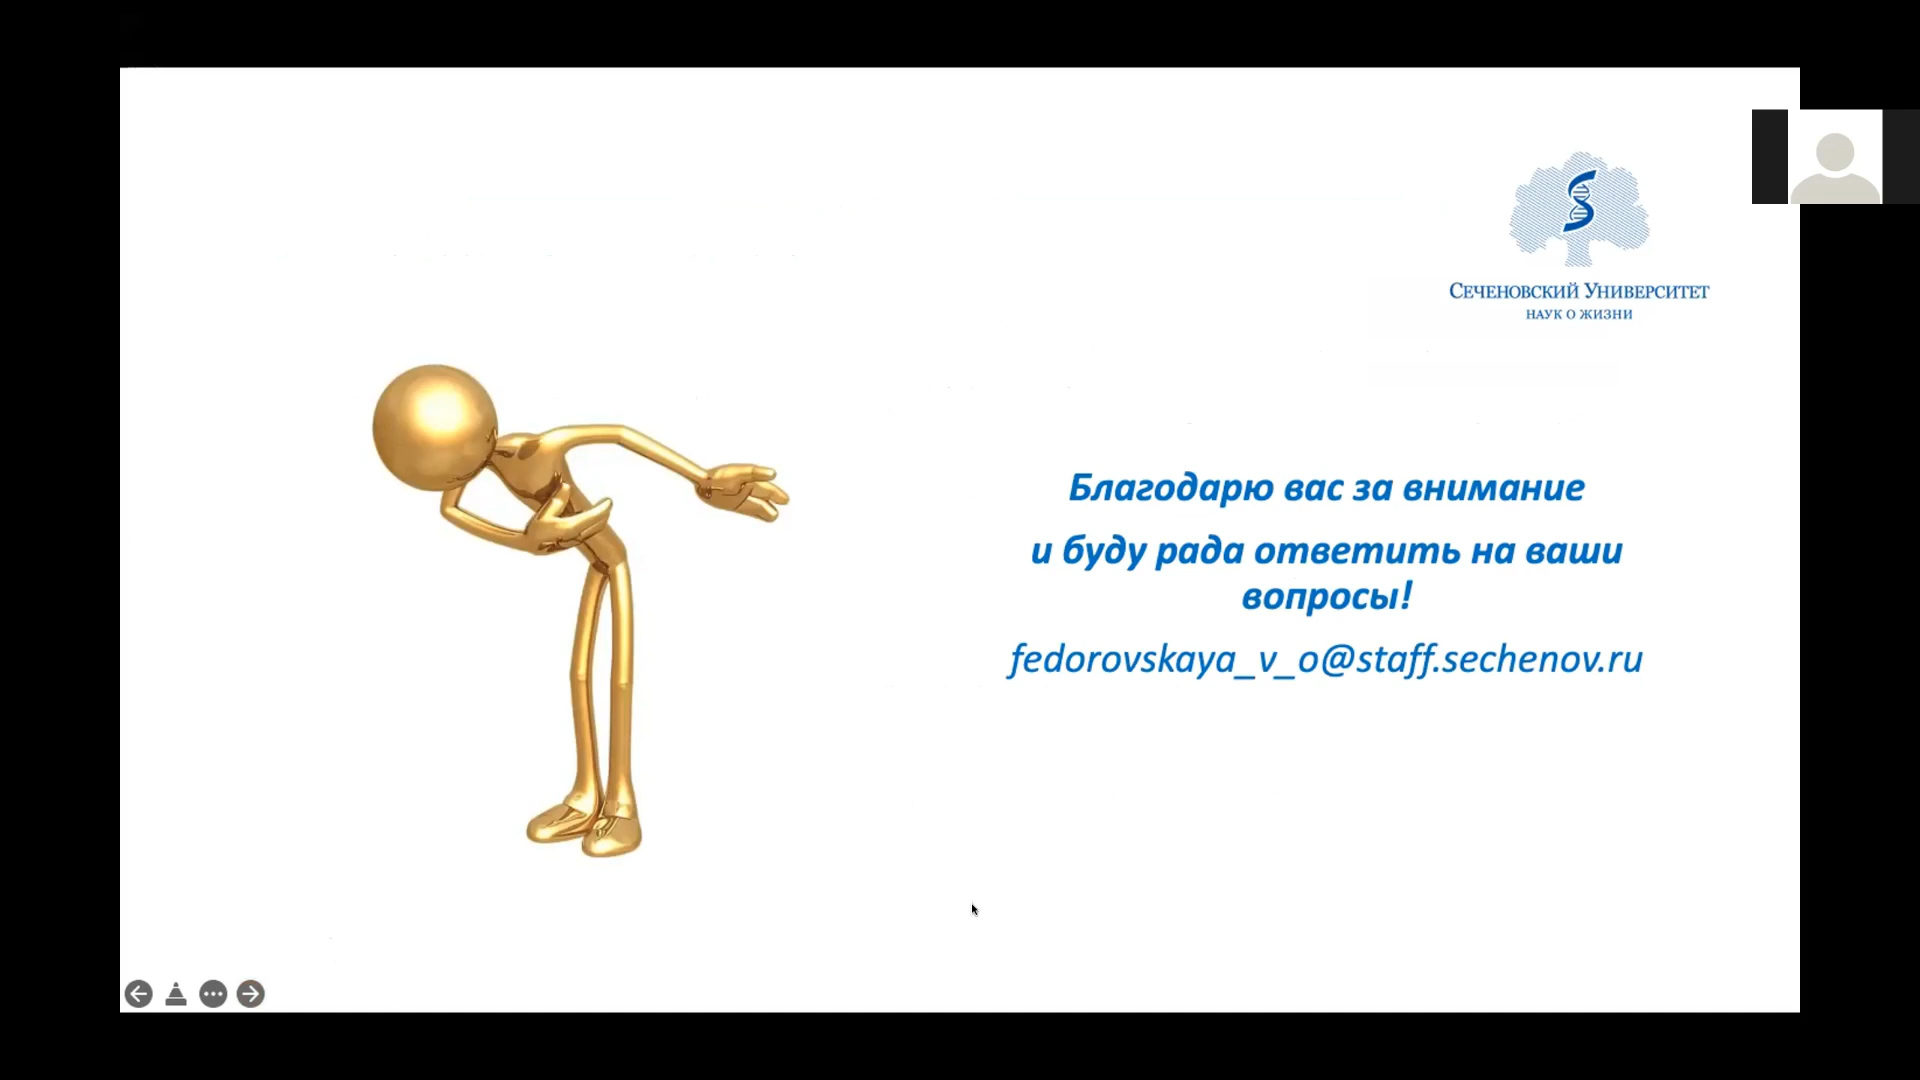 Сеченовский Университет
наук о жизни
Благодарю вас за внимание
и буду рада ответить на ваши
вопросы!
fedorovskaya_v_o@staff.sechenov.ru